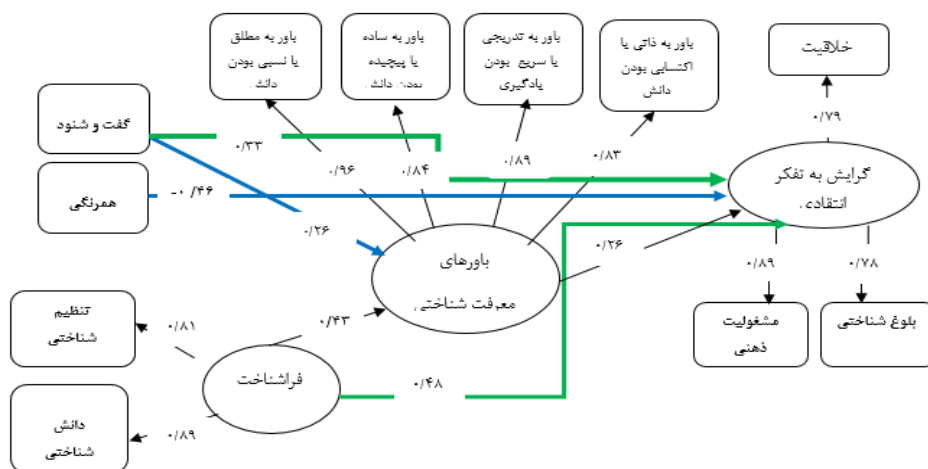 باور به مطلق
یا نسبی بودن
دانش.
باور به ساده
یا پیچیده
بودن دانش.
باور به تدریجی
یا سریع بودن
یادگیری
باور به ذاتی یا
اکتسابی بودن
دانش
خلاقیت
گفت و شنود
۰/۳۳
۰/۹۶
۰/۸۴
۰/۸۹
۰/۸۳
۰/۷۹
همرنگی
-۰/۴۶
گرایش به تفکر
انتقادی.
۰/۲۶
باورهای
معرفت شناختی.
۰/۲۶
۰/۸۹
۰/۷۸
تنظیم
شناختی
۰/۸۱
۰/۴۳
مشغولیت
ذهنی
بلوغ شناختی
فراشناخت
۰/۴۸
دانش
شناختی
۰/۸۹